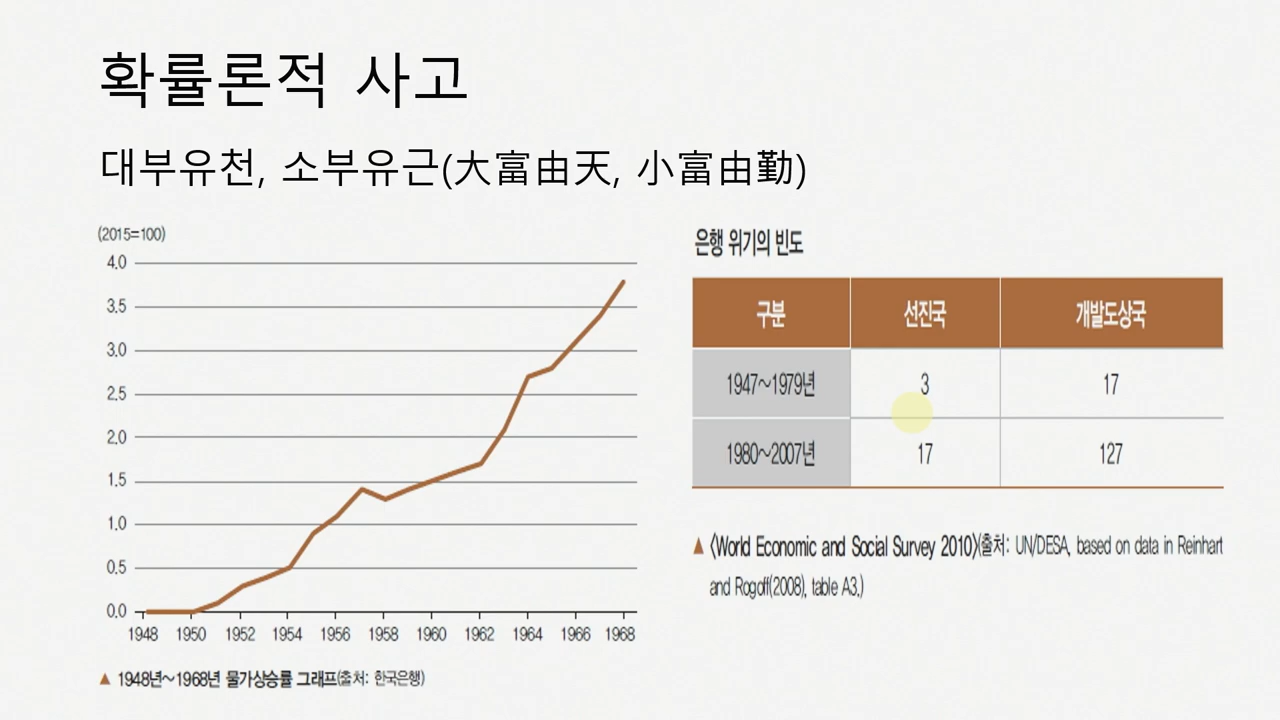 확률론적 사고
대부유천, 소부유근(大富由天, 小富由勤)
(2015=100)
4.0
3.5
3.0
2.5
2.0
1.5
1.0
0.5
0.0
1948 1950 1952 1954 1956 1958 1960 1962 1964 1966 1968
▲ 1948년~1968년 물가상승률 그래프(출처: 한국은행)
은행 위기의 빈도
구분 선진국 개발도상국
1947~1979년 3 17
1980~2007년 17 127
▲ 〈World Economic and Social Survey 2010〉(출처: UN/DESA, based on data in Reinhart
and Rogoff(2008), table A3.)